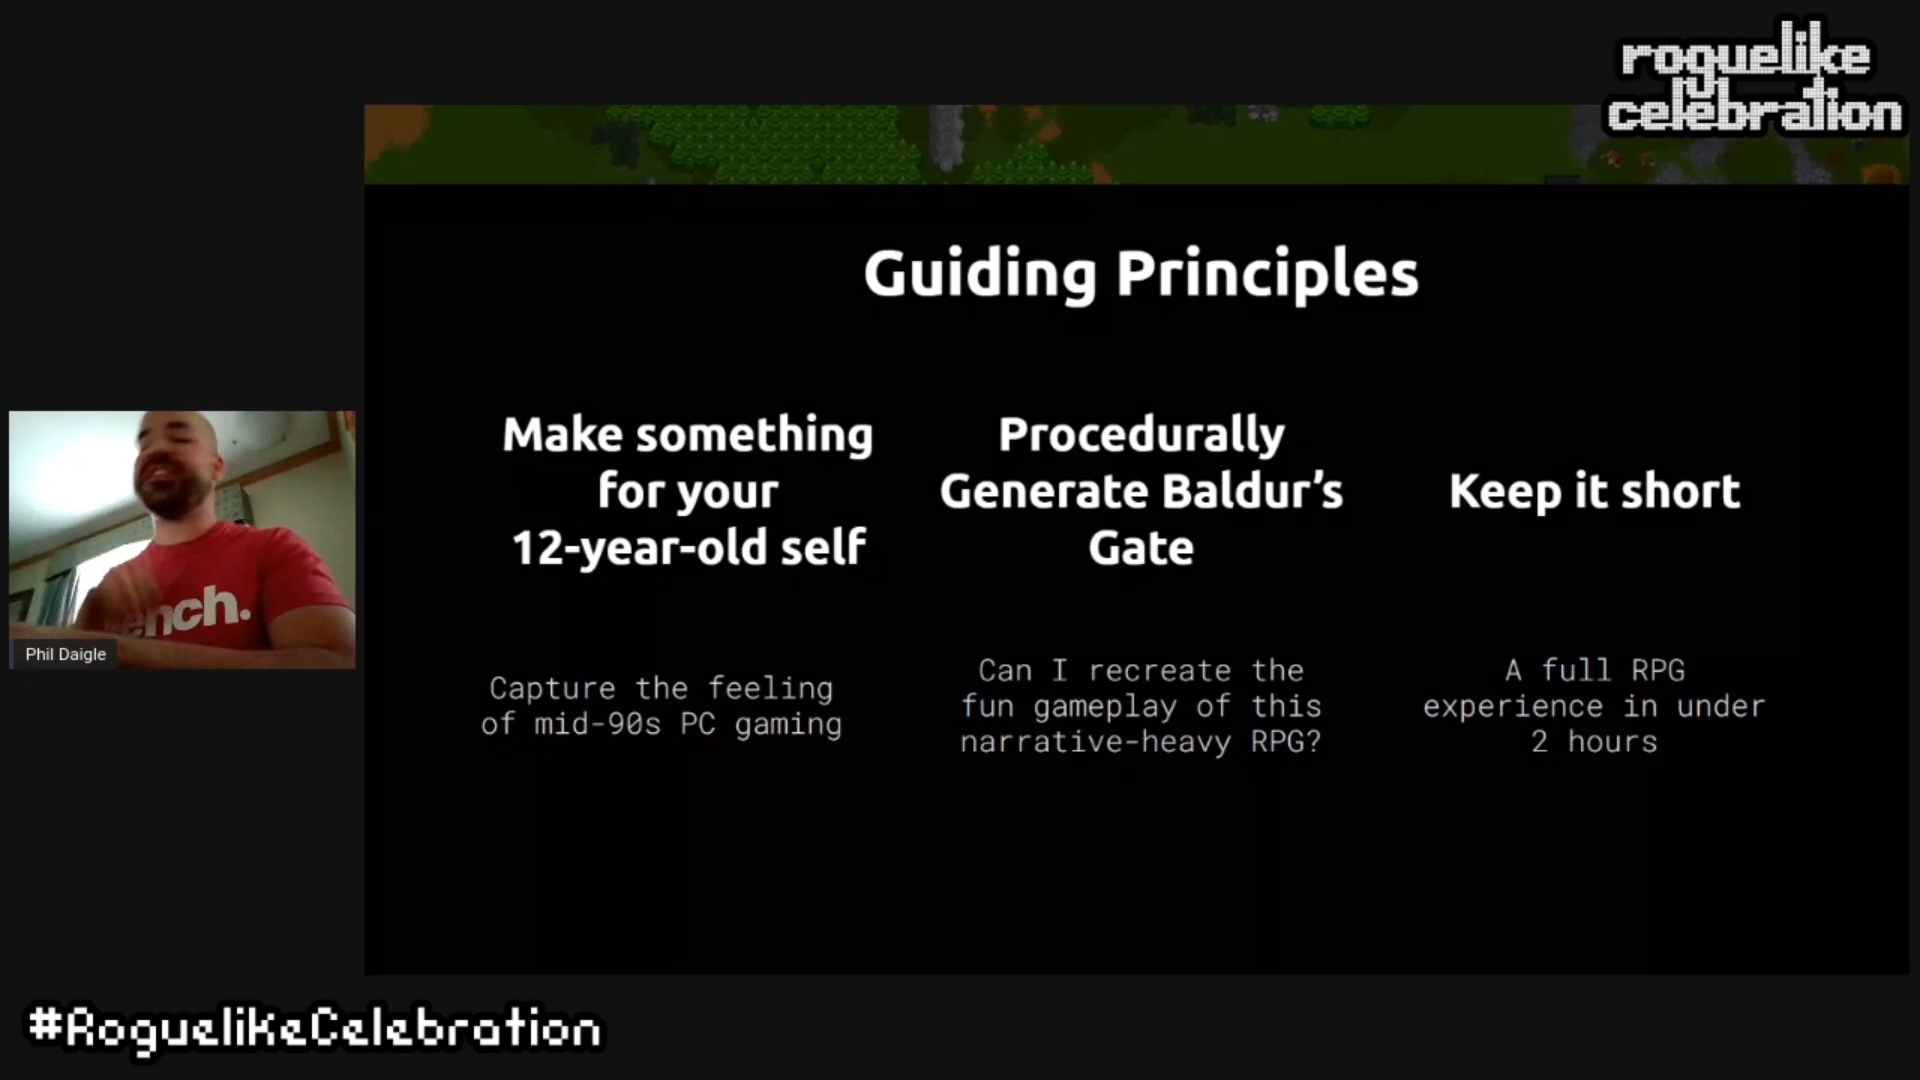 roguelike
celebration
Guiding Principles
Make something
for your
12-year-old self
Procedurally
Generate Baldur’s
Gate
Keep it short
Capture the feeling
of mid-90s PC gaming
Can I recreate the
fun gameplay of this
narrative-heavy RPG?
A full RPG
experience in under
2 hours
Phil Daigle
#RoguelikeCelebration